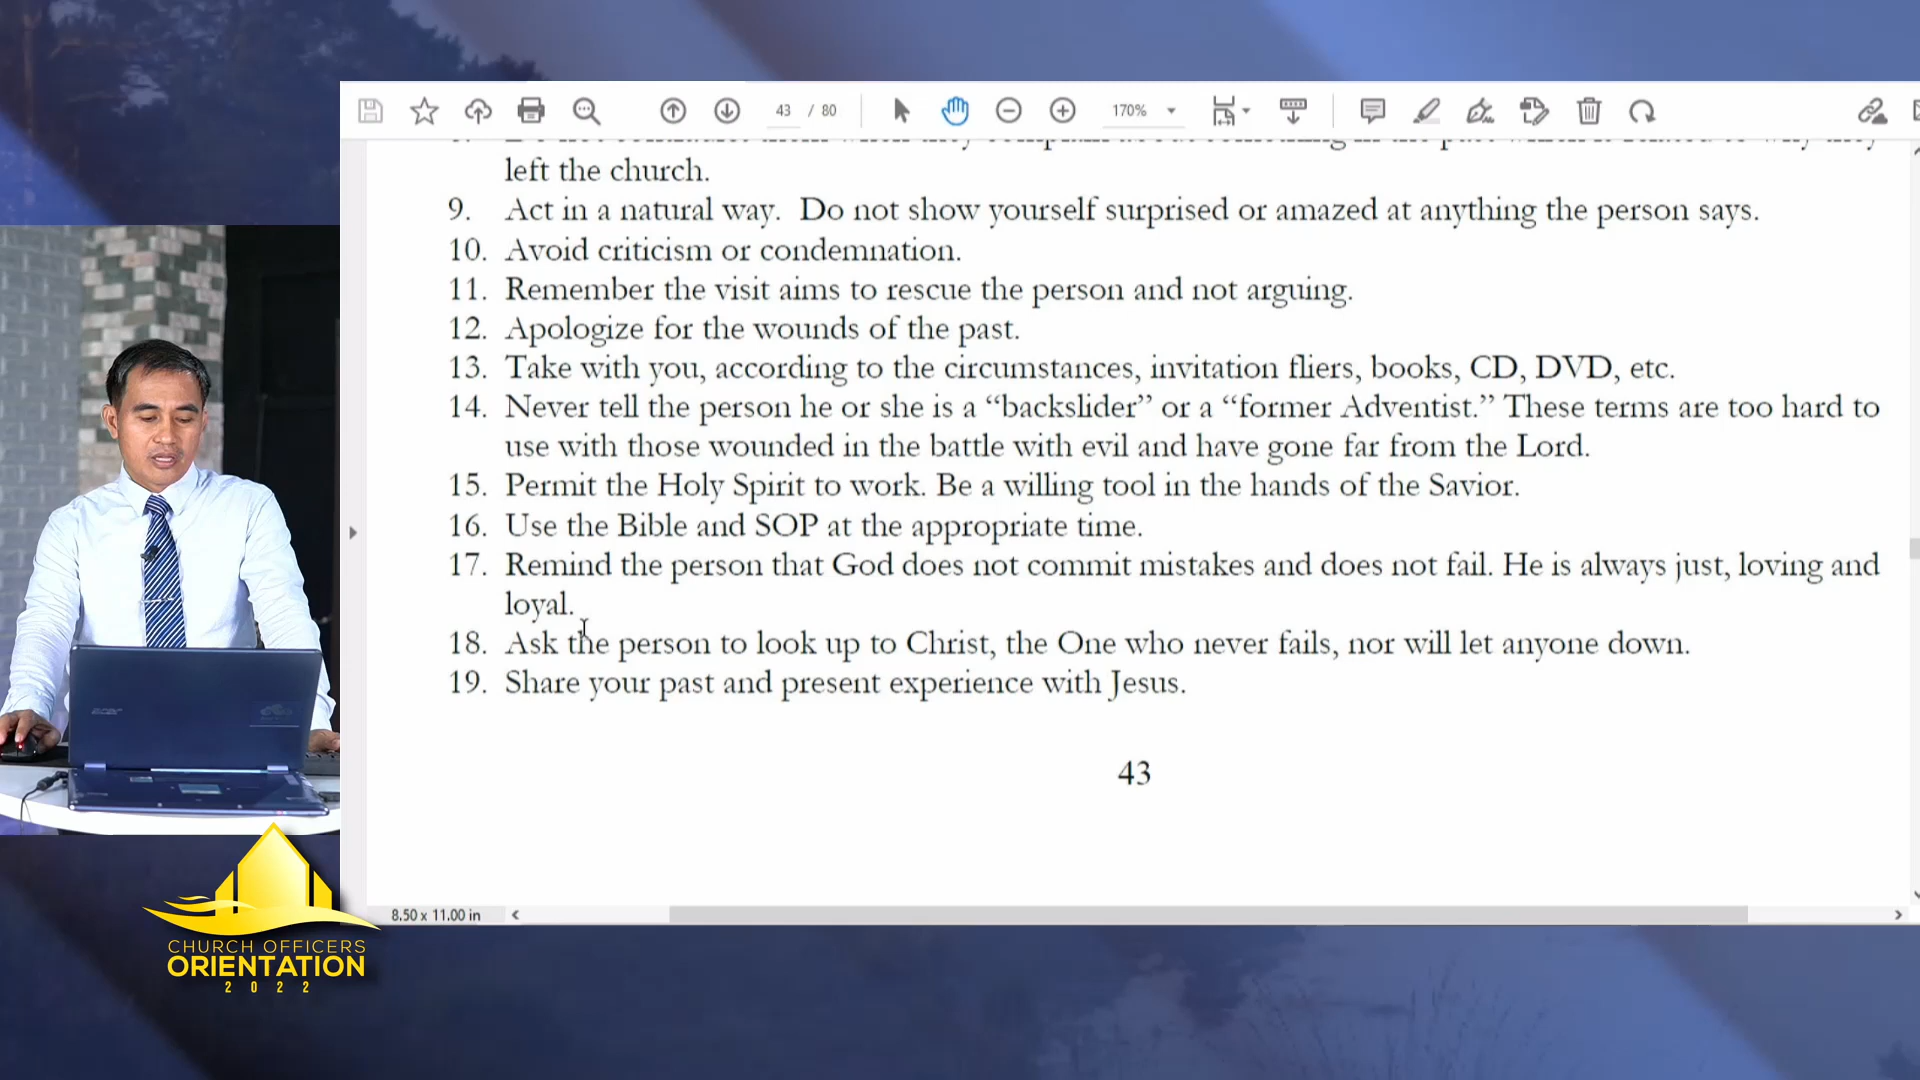 43 / 80
170%
left the church.
9. Act in a natural way. Do not show yourself surprised or amazed at anything the person says.
10. Avoid criticism or condemnation.
11. Remember the visit aims to rescue the person and not arguing.
12. Apologize for the wounds of the past.
13. Take with you, according to the circumstances, invitation fliers, books, CD, DVD, etc.
14. Never tell the person he or she is a “backslider” or a “former Adventist.” These terms are too hard to
use with those wounded in the battle with evil and have gone far from the Lord.
15. Permit the Holy Spirit to work. Be a willing tool in the hands of the Savior.
16. Use the Bible and SOP at the appropriate time.
17. Remind the person that God does not commit mistakes and does not fail. He is always just, loving and
loyal.
18. Ask the person to look up to Christ, the One who never fails, nor will let anyone down.
19. Share your past and present experience with Jesus.
43
8.50 x 11.00 in
CHURCH OFFICERS
ORIENTATION
2022